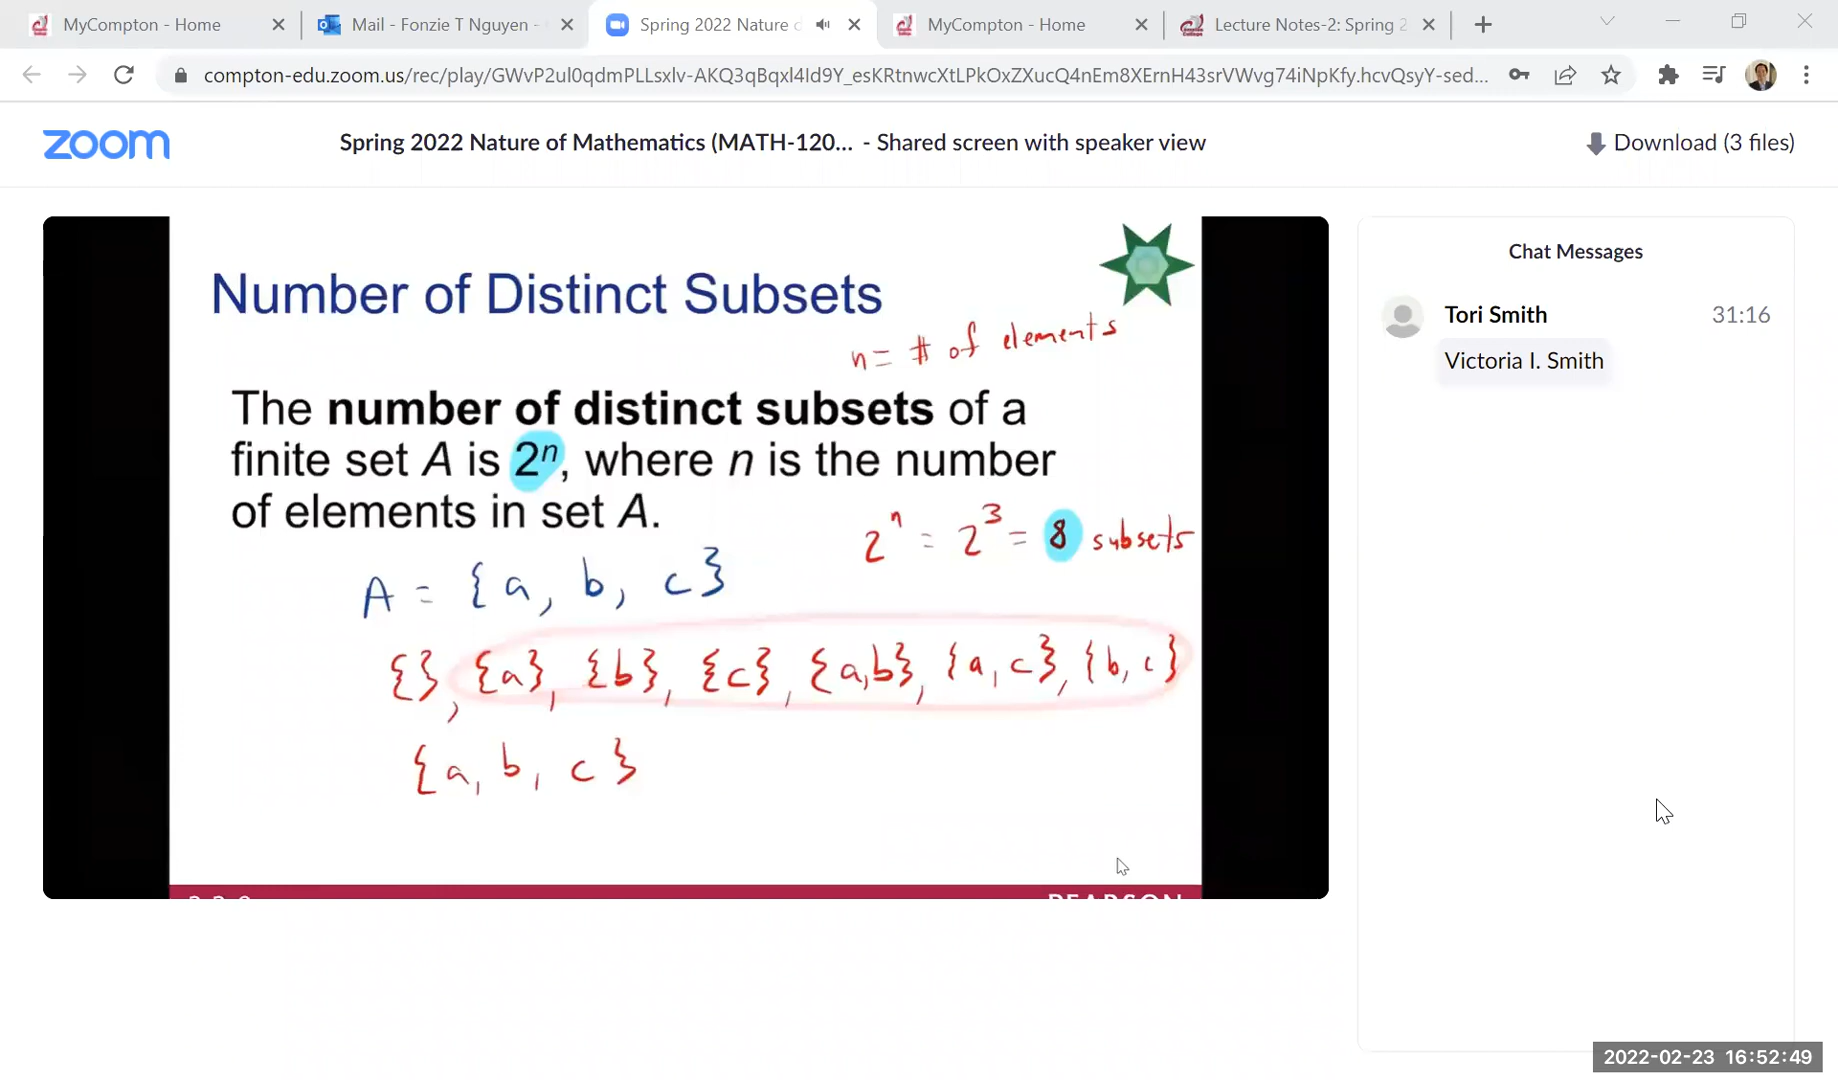 MyCompton - Home
Mail - Fonzie T Nguyen -
Spring 2022 Nature o
MyCompton - Home
Lecture Notes-2: Spring 2
compton-edu.zoom.us/rec/play/GWvP2ul0qdmPLLsxlv-AKQ3qBqxl4Id9Y_esKRtnwcXtLPkOxZXucQ4nEm8XErnH43srVWvg74iNpKfy.hcvQsyY-sed...
zoom
Spring 2022 Nature of Mathematics (MATH-120... - Shared screen with speaker view
Download (3 files)
Number of Distinct Subsets
n = # of elements
The number of distinct subsets of a
finite set A is 2ⁿ, where n is the number
of elements in set A.
2ⁿ = 2³ = 8 subsets
A = {a, b, c}
{}, {a}, {b}, {c}, {a,b}, {a, c}, {b, c}
{a, b, c}
PEARSON
Chat Messages
Tori Smith 31:16
Victoria I. Smith
2022-02-23 16:52:49